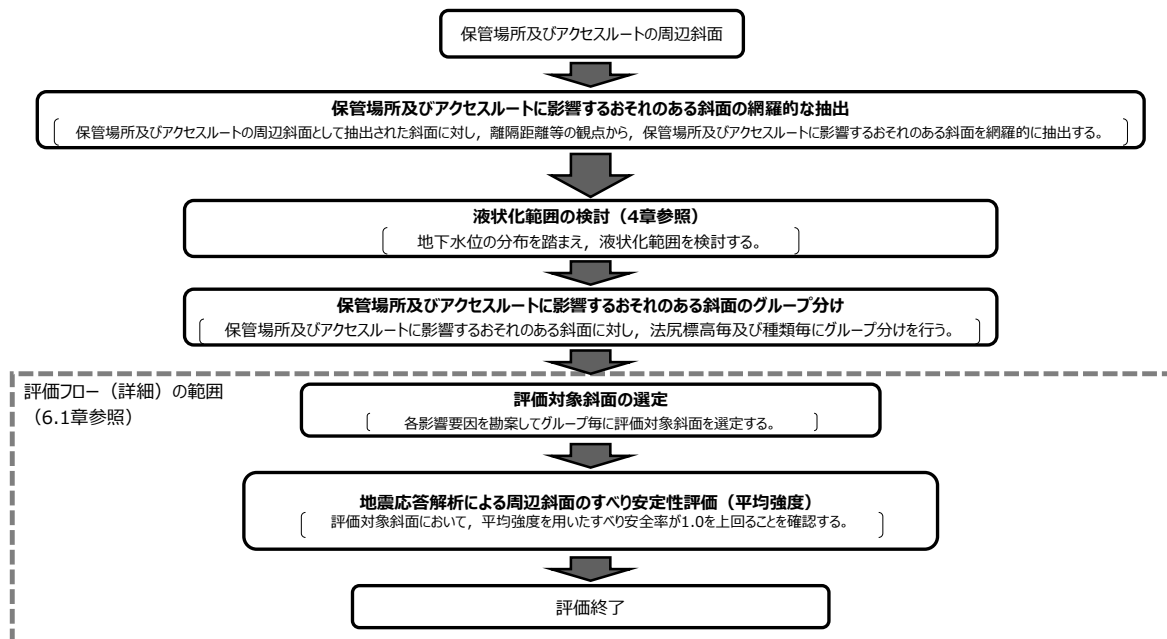 保管場所及びアクセスルートの周辺斜面
保管場所及びアクセスルートに影響するおそれのある斜面の網羅的な抽出
保管場所及びアクセスルートの周辺斜面として抽出された斜面に対し，離隔距離等の観点から，保管場所及びアクセスルートに影響するおそれのある斜面を網羅的に抽出する。
液状化範囲の検討（4章参照）
地下水位の分布を踏まえ，液状化範囲を検討する。
保管場所及びアクセスルートに影響するおそれのある斜面のグループ分け
保管場所及びアクセスルートに影響するおそれのある斜面に対し，法尻標高毎及び種類毎にグループ分けを行う。
評価フロー（詳細）の範囲
（6.1章参照）
評価対象斜面の選定
各影響要因を勘案してグループ毎に評価対象斜面を選定する。
地震応答解析による周辺斜面のすべり安定性評価（平均強度）
評価対象斜面において，平均強度を用いたすべり安全率が1.0を上回ることを確認する。
評価終了